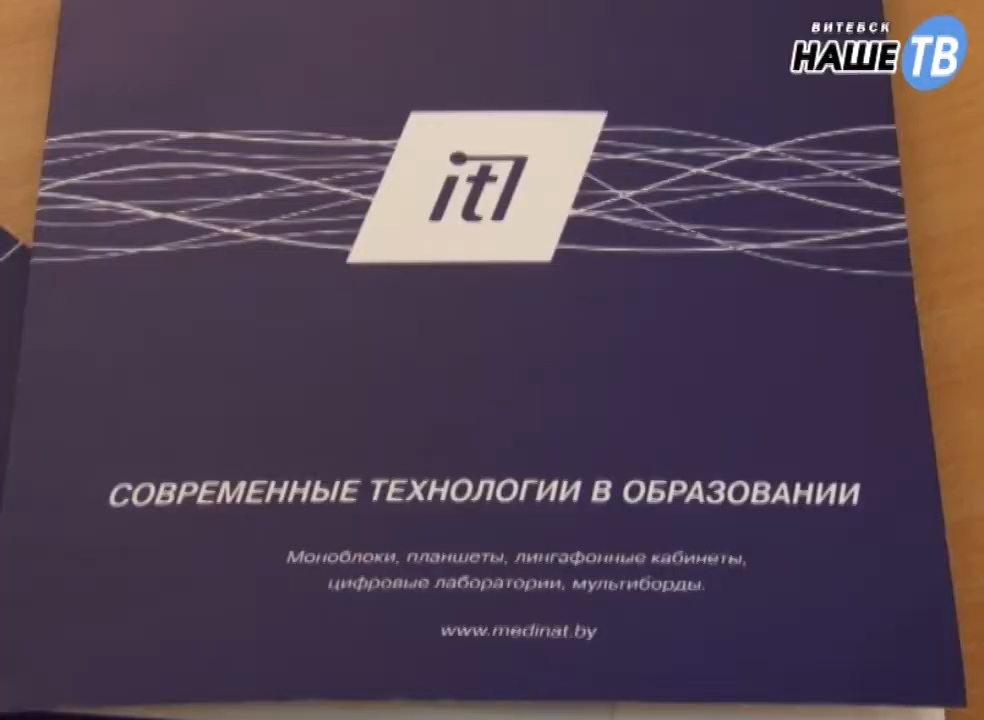 ВИТЕБСК
НАШЕ ТВ
itl
СОВРЕМЕННЫЕ ТЕХНОЛОГИИ В ОБРАЗОВАНИИ
Моноблоки, планшеты, лингафонные кабинеты,
цифровые лаборатории, мультиборды.
www.medinat.by